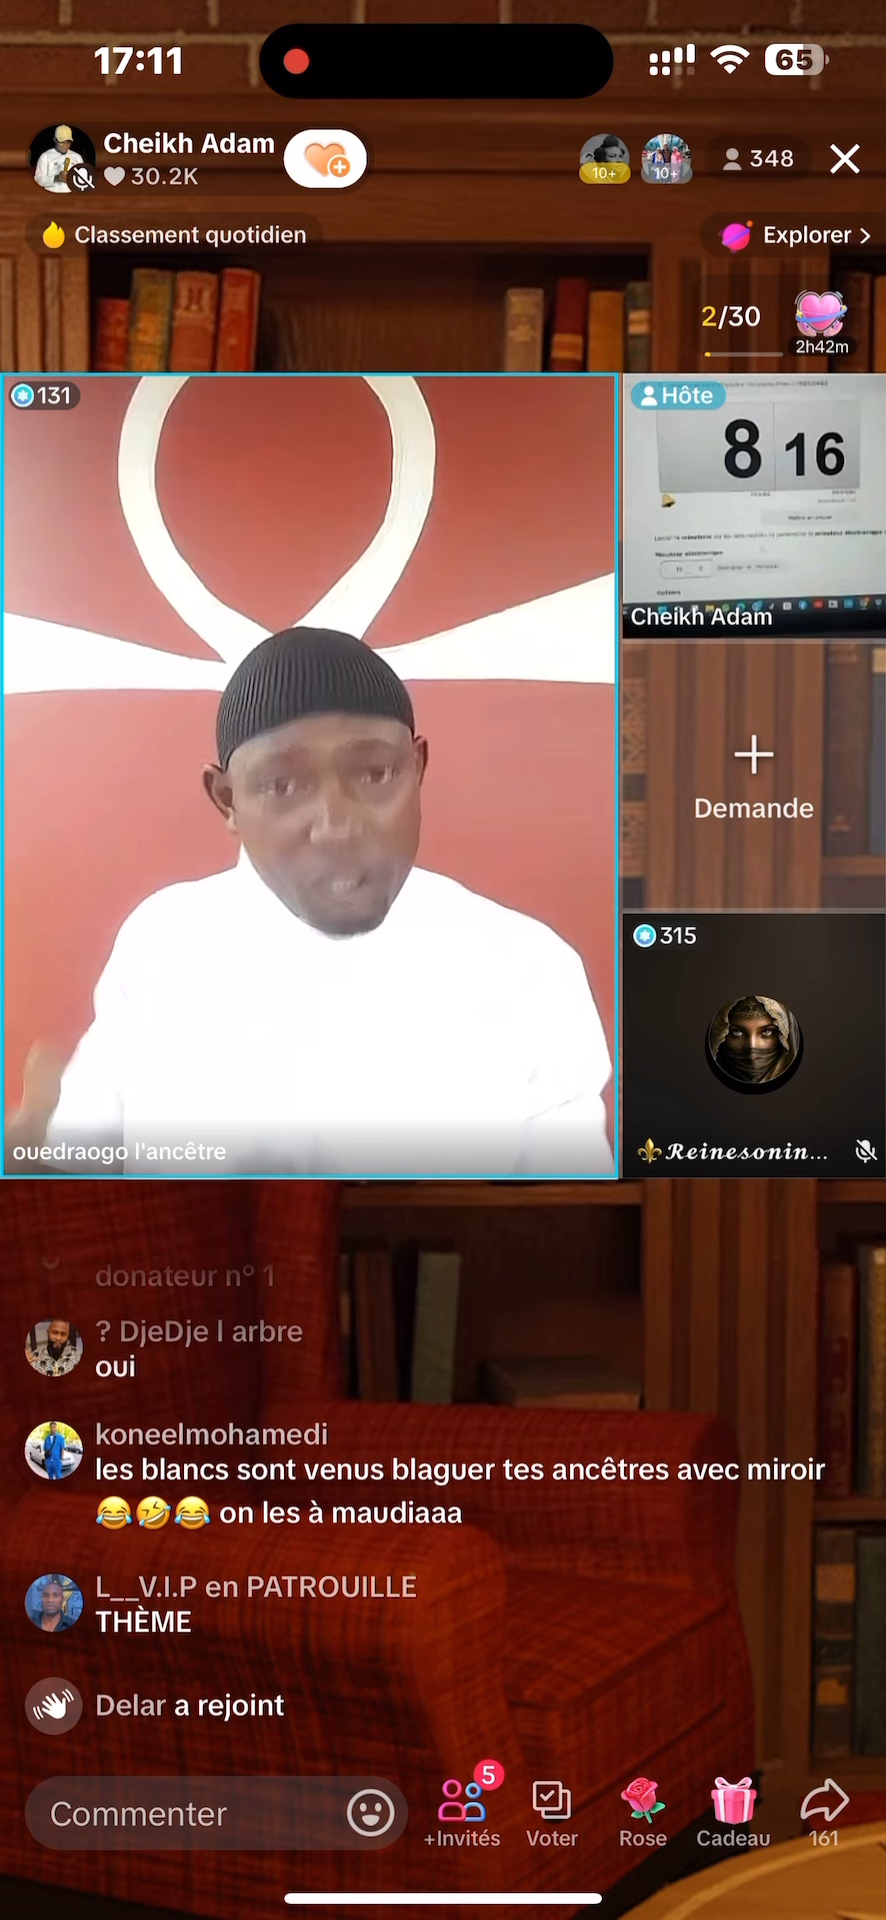 17:11
65
Cheikh Adam
30.2K
10+
10+
348
Classement quotidien
Explorer >
2/30
2h42m
131
Hôte
8 16
Cheikh Adam
Demande
315
⚜️ 𝓡𝓮𝓲𝓷𝓮𝓼𝓸𝓷𝓲𝓷...
ouedraogo l'ancêtre
donateur n° 1
? DjeDje l arbre
oui
koneelmohamedi
les blancs sont venus blaguer tes ancêtres avec miroir
😂🤣😂 on les à maudiaaa
L__V.I.P en PATROUILLE
THÈME
Delar a rejoint
Commenter
5
+Invités
Voter
Rose
Cadeau
161